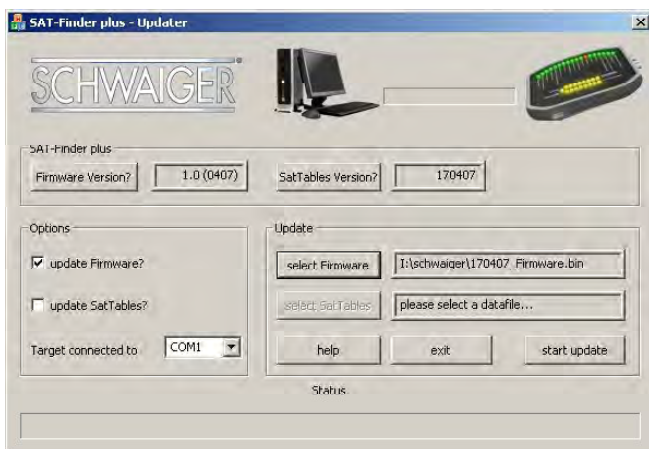 SAT-Finder plus - Updater
SCHWAIGER
SAT-Finder plus
Firmware Version?
1.0 (0407)
SatTables Version?
170407
Options
update Firmware?
update SatTables?
Target connected to
COM1
Update
select Firmware
I:\schwaiger\170407 Firmware.bin
select SatTables
please select a datafile...
help
exit
start update
Status